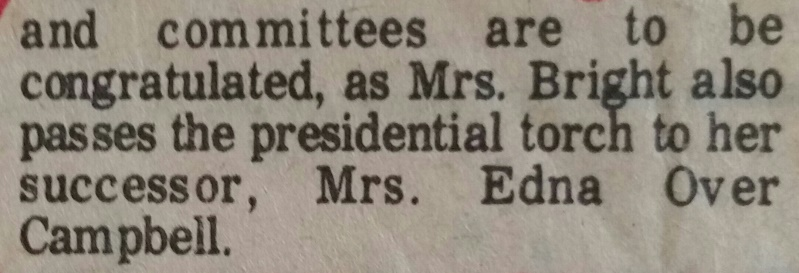 and committees are to be
congratulated, as Mrs. Bright also
passes the presidential torch to her
successor, Mrs. Edna Over
Campbell.